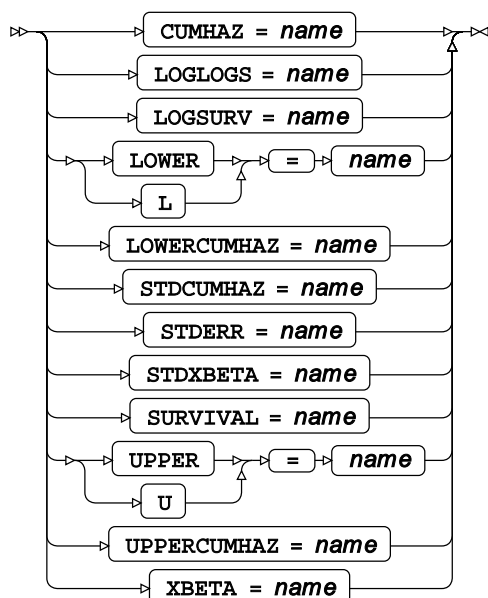 CUMHAZ = name
LOGLOGS = name
LOGSURV = name
LOWER = name
L
LOWERCUMHAZ = name
STDCUMHAZ = name
STDERR = name
STDXBETA = name
SURVIVAL = name
UPPER = name
U
UPPERCUMHAZ = name
XBETA = name